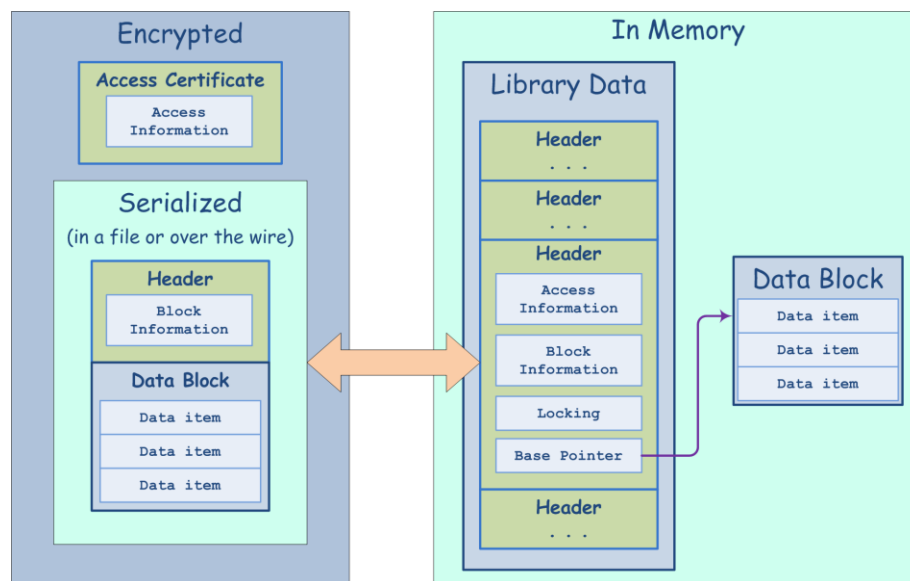 Encrypted
Access Certificate
Access
Information
Serialized
(in a file or over the wire)
Header
Block
Information
Data Block
Data item
Data item
Data item
In Memory
Library Data
Header
. . .
Header
. . .
Header
Access
Information
Block
Information
Locking
Base Pointer
Header
. . .
Data Block
Data item
Data item
Data item